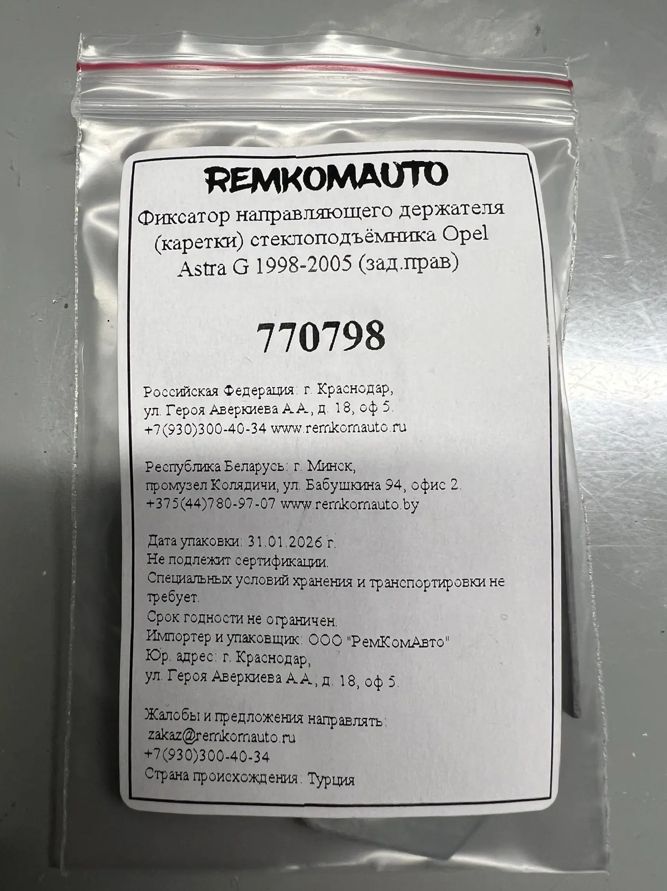 REMKOMAUTO
Фиксатор направляющего держателя
(каретки) стеклоподъёмника Opel
Astra G 1998-2005 (зад.прав)
770798
Российская Федерация: г. Краснодар,
ул. Героя Аверкиева А.А., д. 18, оф 5.
+7(930)300-40-34 www.remkomauto.ru
Республика Беларусь: г. Минск,
промузел Колядичи, ул. Бабушкина 94, офис 2.
+375(44)780-97-07 www.remkomauto.by
Дата упаковки: 31.01.2026 г.
Не подлежит сертификации.
Специальных условий хранения и транспортировки не
требует.
Срок годности не ограничен.
Импортер и упаковщик: ООО "РемКомАвто"
Юр. адрес: г. Краснодар,
ул. Героя Аверкиева А.А., д. 18, оф 5.
Жалобы и предложения направлять:
zakaz@remkomauto.ru
+7(930)300-40-34
Страна происхождения: Турция